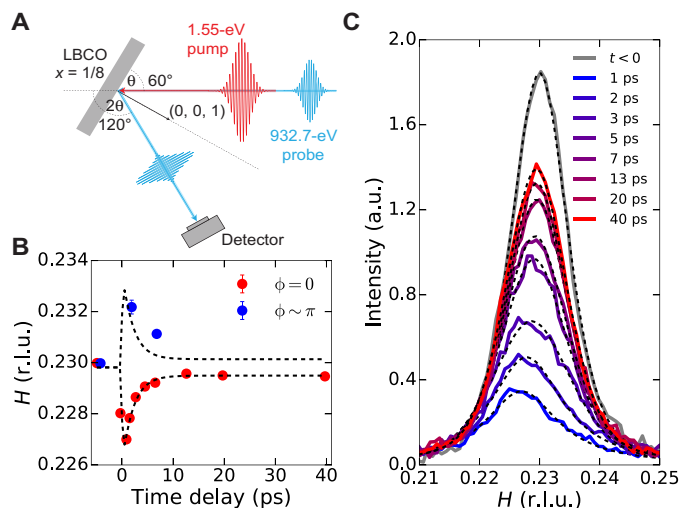 A
LBCO
x = 1/8
1.55-eV
pump
θ 60°
2θ
120°
(0, 0, 1)
932.7-eV
probe
Detector
B
0.234
0.232
0.230
0.228
0.226
H (r.l.u.)
ϕ = 0
ϕ ∼ π
0 10 20 30 40
Time delay (ps)
C
2.0
1.6
1.2
0.8
0.4
0.0
Intensity (a.u.)
t < 0
1 ps
2 ps
3 ps
5 ps
7 ps
13 ps
20 ps
40 ps
0.21 0.22 0.23 0.24 0.25
H (r.l.u.)